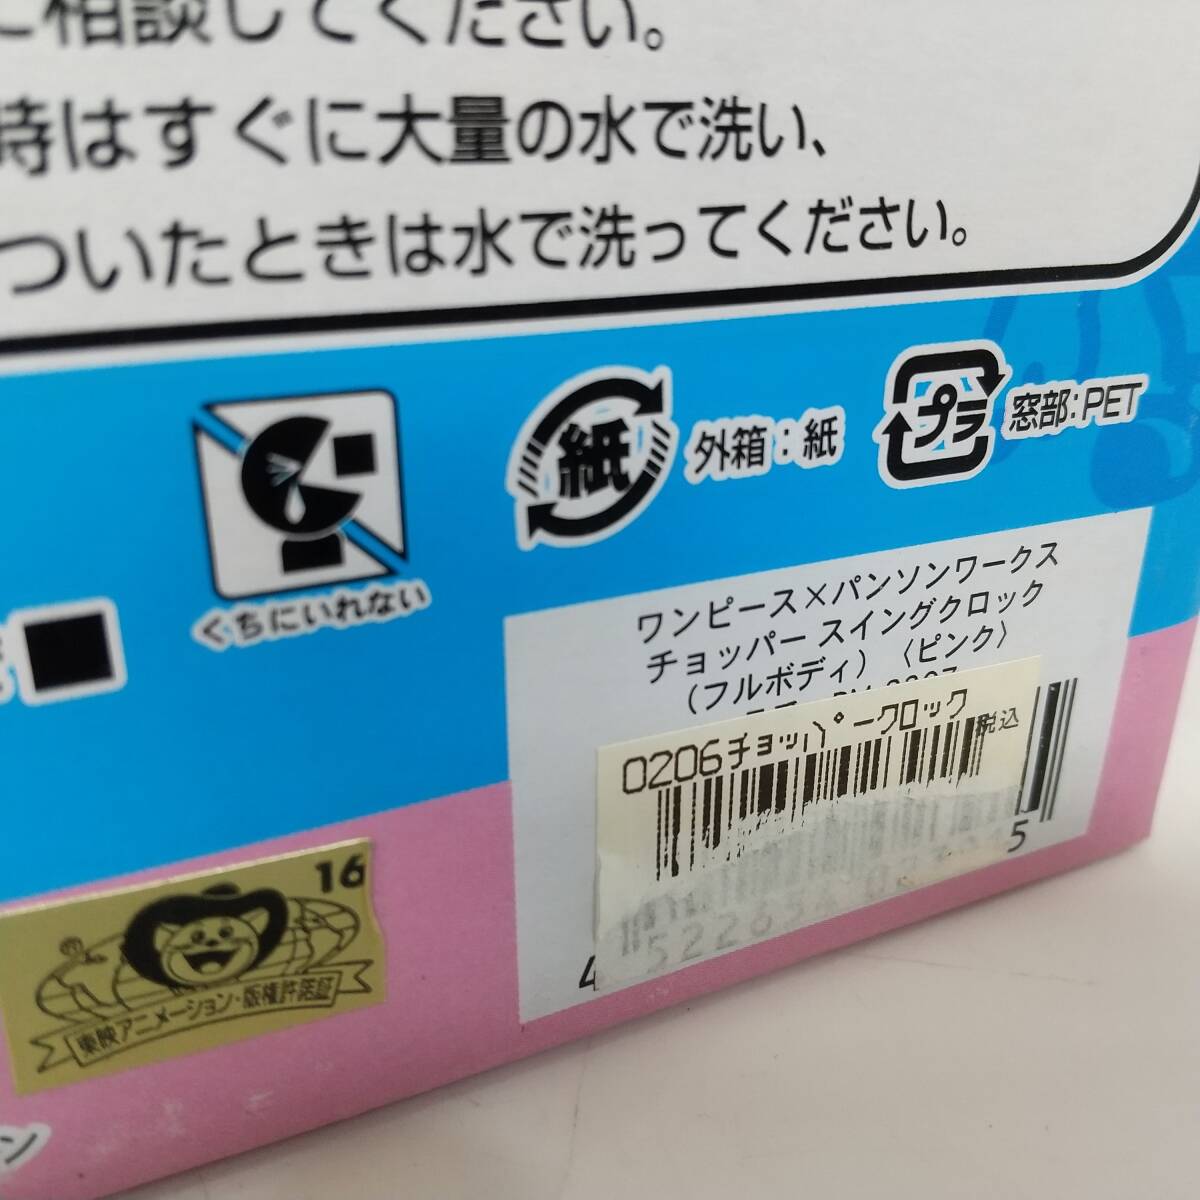 に相談してください。
時はすぐに大量の水で洗い、
ついたときは水で洗ってください。
くちにいれない
紙
外箱：紙
プラ
窓部：PET
ワンピース×パンソンワークス
チョッパー スイングクロック
（フルボディ）〈ピンク〉
0206チョッパークロック
税込
5
4
16
東映アニメーション・版権許諾証
ン